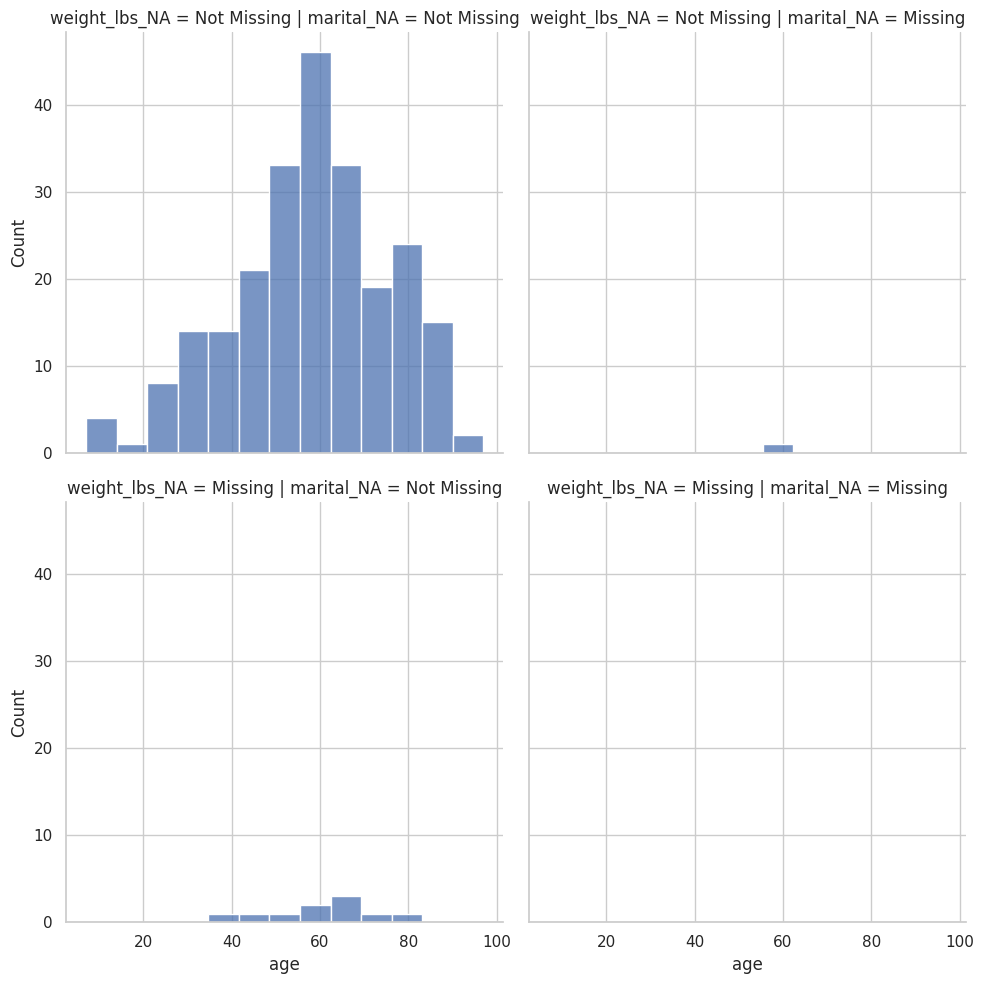 weight_lbs_NA = Not Missing | marital_NA = Not Missing
weight_lbs_NA = Not Missing | marital_NA = Missing
40
30
20
10
0
Count
weight_lbs_NA = Missing | marital_NA = Not Missing
weight_lbs_NA = Missing | marital_NA = Missing
40
30
20
10
0
Count
20 40 60 80 100
age
20 40 60 80 100
age